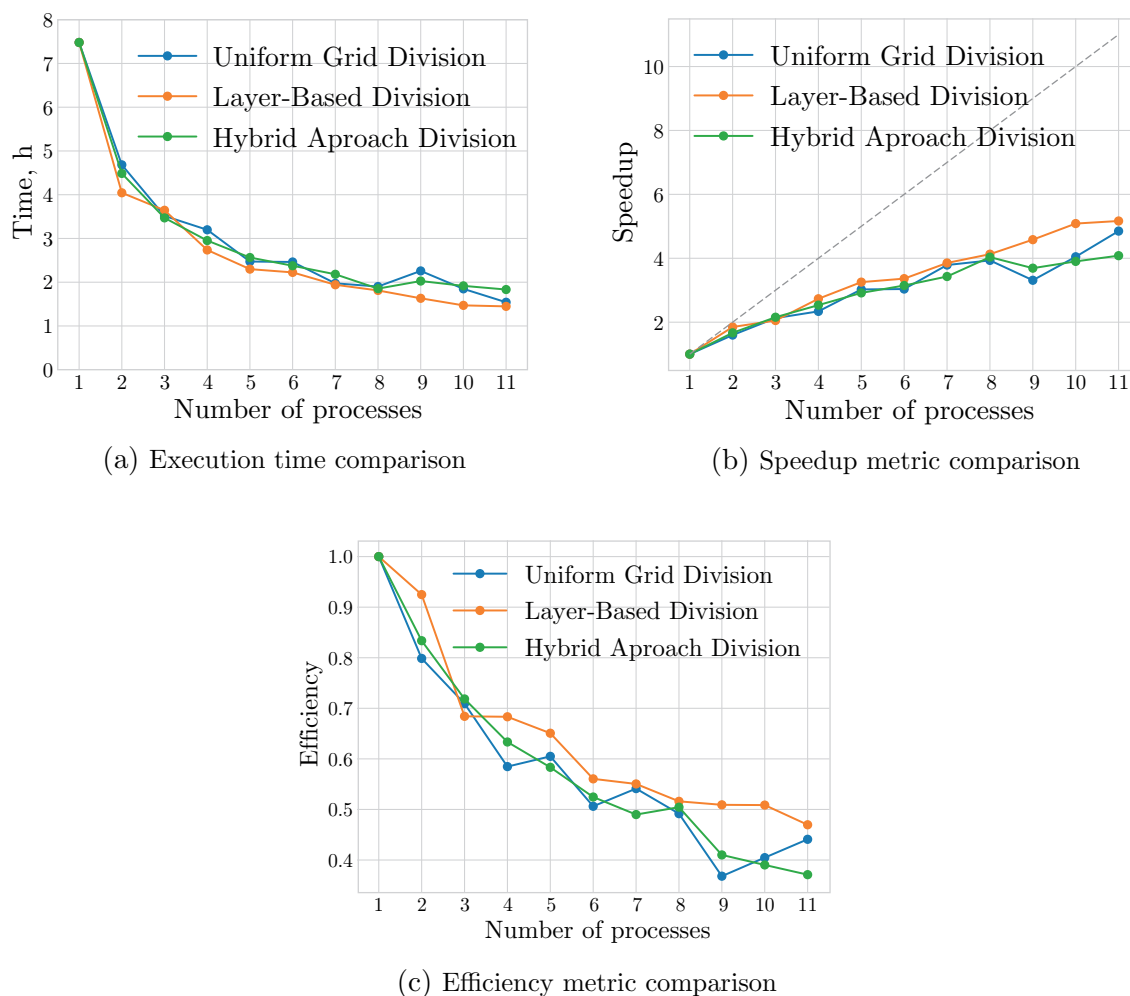 8
7
6
5
4
3
2
1
0
Time, h
Uniform Grid Division
Layer-Based Division
Hybrid Aproach Division
1 2 3 4 5 6 7 8 9 10 11
Number of processes
(a) Execution time comparison
10
8
6
4
2
Speedup
Uniform Grid Division
Layer-Based Division
Hybrid Aproach Division
1 2 3 4 5 6 7 8 9 10 11
Number of processes
(b) Speedup metric comparison
1.0
0.9
0.8
0.7
0.6
0.5
0.4
Efficiency
Uniform Grid Division
Layer-Based Division
Hybrid Aproach Division
1 2 3 4 5 6 7 8 9 10 11
Number of processes
(c) Efficiency metric comparison